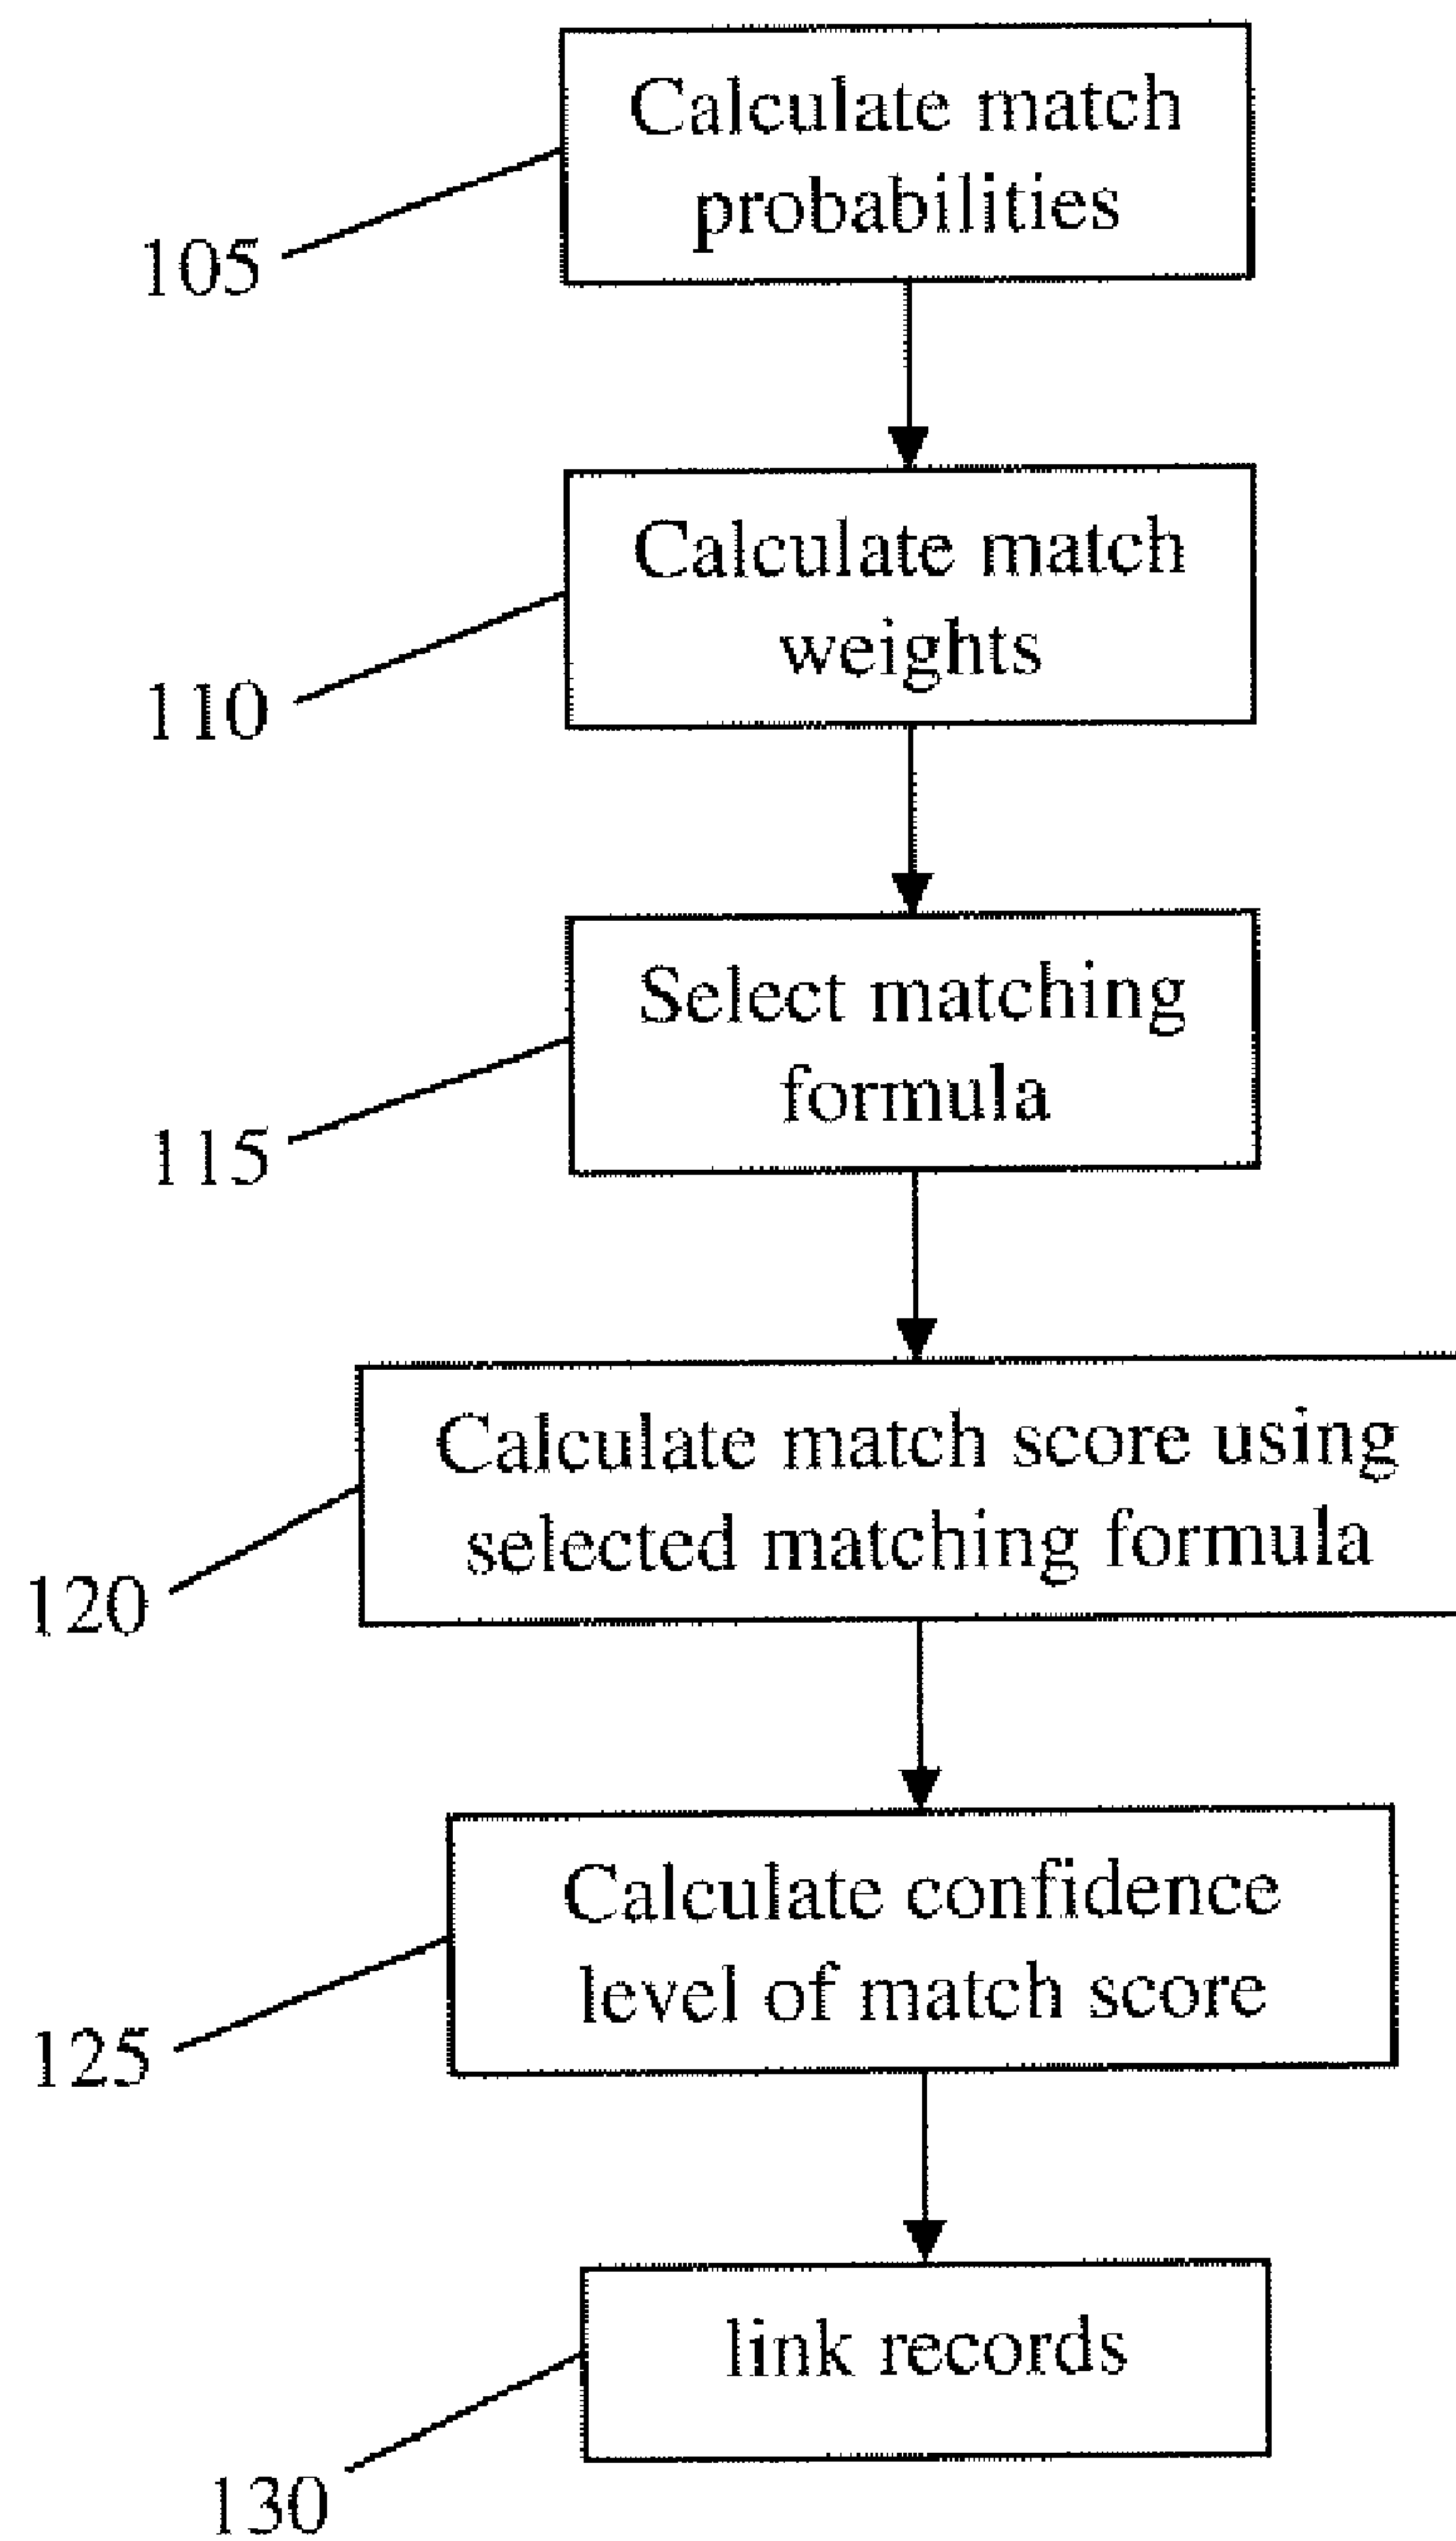 Calculate match
probabilities
105
Calculate match
weights
110
Select matching
formula
115
Calculate match score using
selected matching formula
120
Calculate confidence
level of match score
125
link records
130